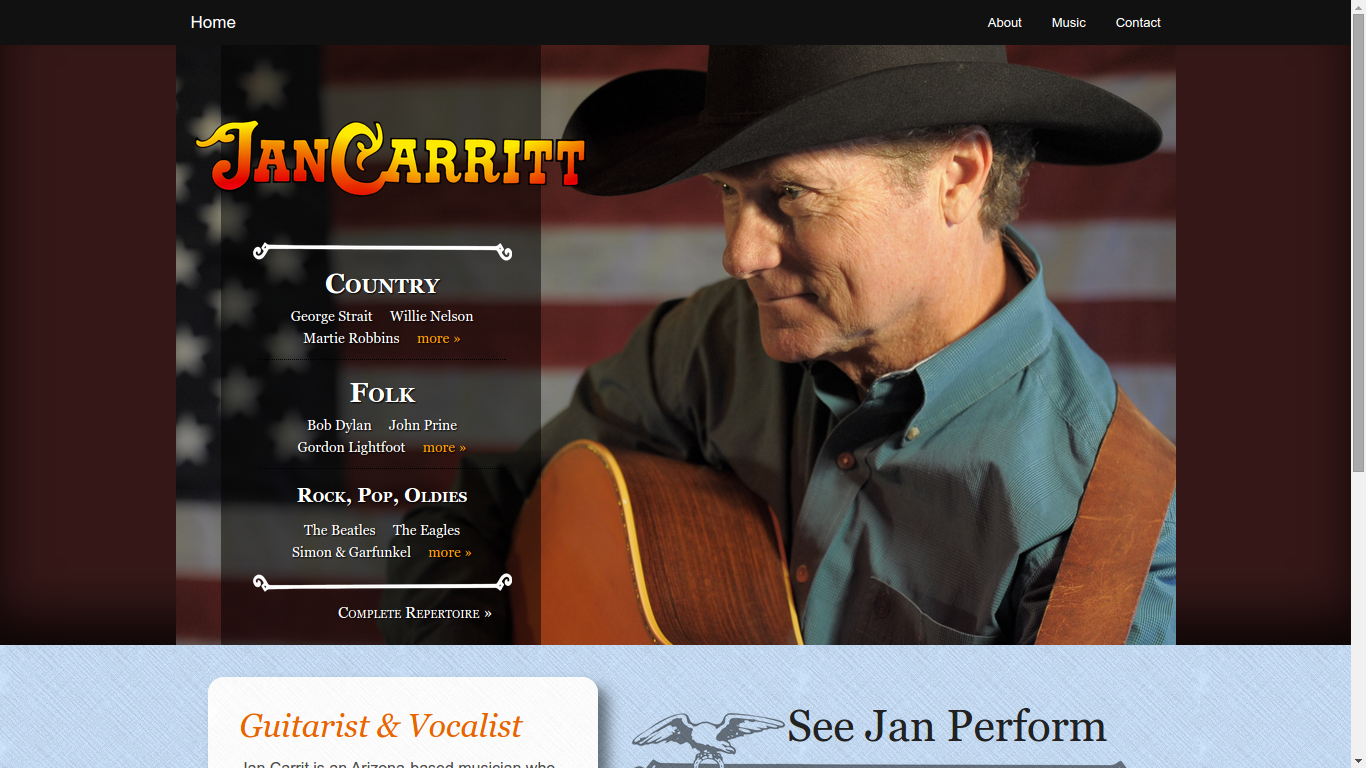 Home About Music Contact
JanCarritt
Country
George Strait Willie Nelson
Martie Robbins more »
Folk
Bob Dylan John Prine
Gordon Lightfoot more »
Rock, Pop, Oldies
The Beatles The Eagles
Simon & Garfunkel more »
Complete Repertoire »
Guitarist & Vocalist
See Jan Perform
Jan Carrit is an Arizona-based musician who